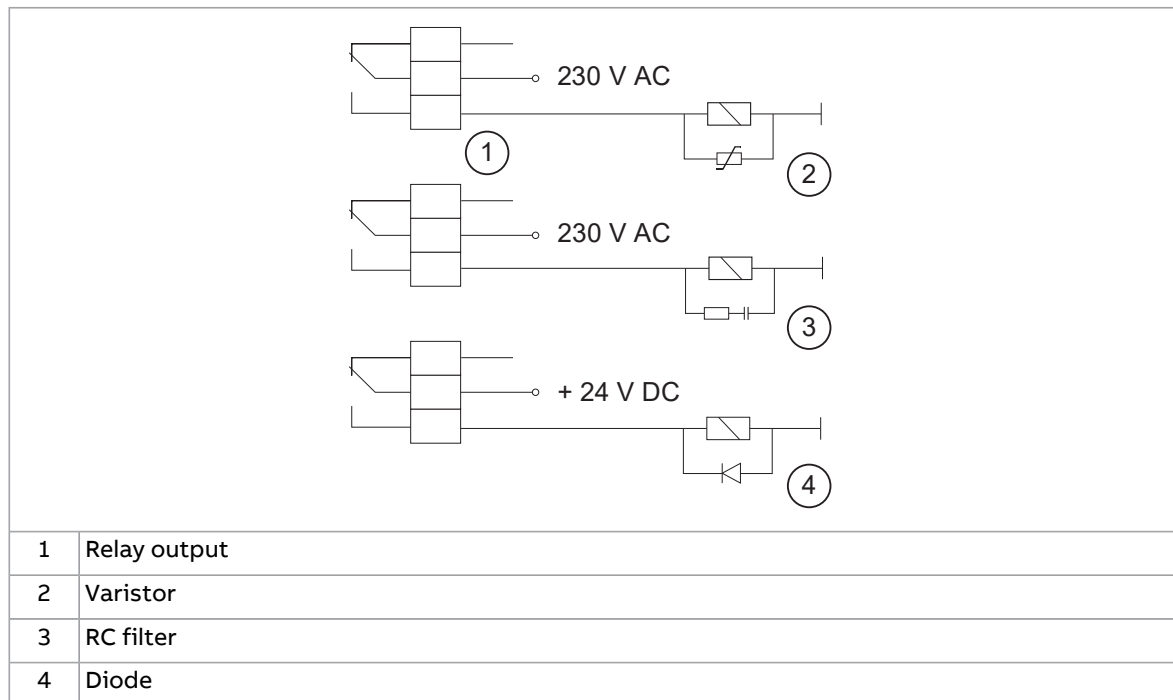 230 V AC
1
2
230 V AC
3
+ 24 V DC
4
1 Relay output
2 Varistor
3 RC filter
4 Diode